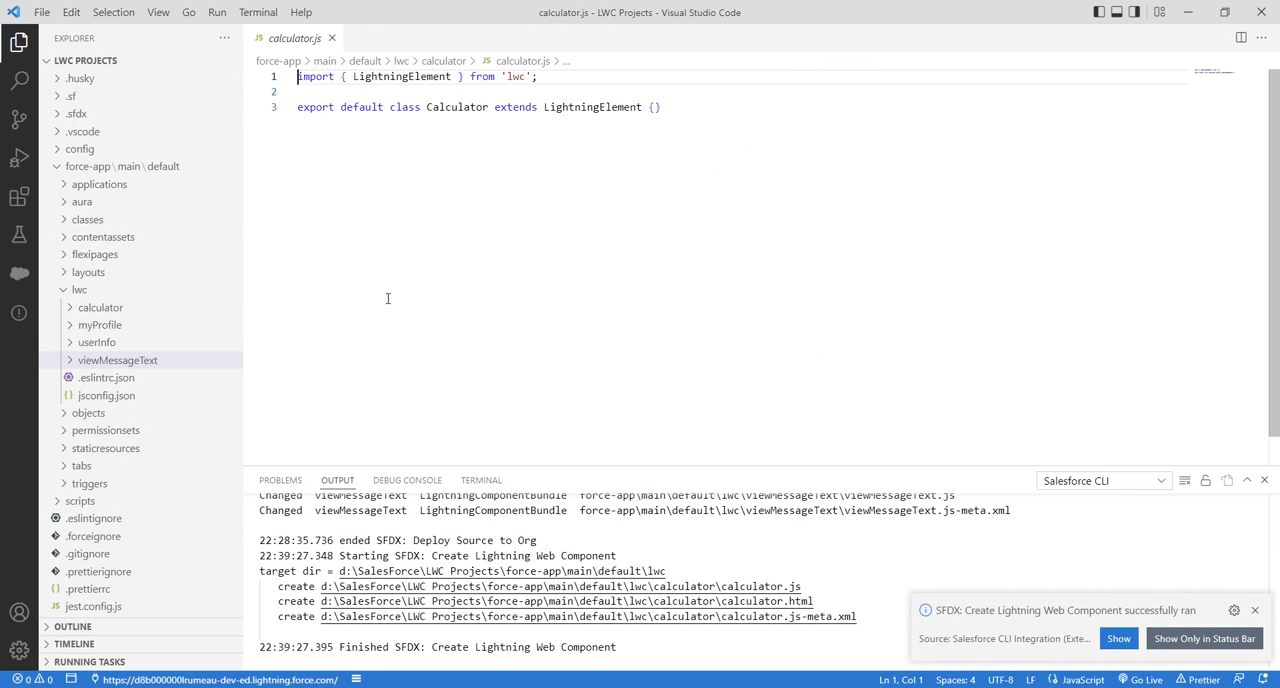 File Edit Selection View Go Run Terminal Help
calculator.js - LWC Projects - Visual Studio Code
EXPLORER
LWC PROJECTS
.husky
.sf
.sfdx
.vscode
config
force-app\main\default
applications
aura
classes
contentassets
flexipages
layouts
lwc
calculator
myProfile
userInfo
viewMessageText
.eslintrc.json
jsconfig.json
objects
permissionsets
staticresources
tabs
triggers
scripts
.eslintignore
.forceignore
.gitignore
.prettierignore
.prettierrc
jest.config.js
OUTLINE
TIMELINE
RUNNING TASKS
JS calculator.js
force-app > main > default > lwc > calculator > JS calculator.js > ...
1 import { LightningElement } from 'lwc';
2
3 export default class Calculator extends LightningElement {}
PROBLEMS OUTPUT DEBUG CONSOLE TERMINAL
Salesforce CLI
Changed viewMessageText LightningComponentBundle force-app\main\default\lwc\viewMessageText\viewMessageText.js
Changed viewMessageText LightningComponentBundle force-app\main\default\lwc\viewMessageText\viewMessageText.js-meta.xml
22:28:35.736 ended SFDX: Deploy Source to Org
22:39:27.348 Starting SFDX: Create Lightning Web Component
target dir = d:\SalesForce\LWC Projects\force-app\main\default\lwc
create d:\SalesForce\LWC Projects\force-app\main\default\lwc\calculator\calculator.js
create d:\SalesForce\LWC Projects\force-app\main\default\lwc\calculator\calculator.html
create d:\SalesForce\LWC Projects\force-app\main\default\lwc\calculator\calculator.js-meta.xml
22:39:27.395 Finished SFDX: Create Lightning Web Component
SFDX: Create Lightning Web Component successfully ran
Source: Salesforce CLI Integration (Exte...
Show
Show Only in Status Bar
0 0 https://d8b000000lrumeau-dev-ed.lightning.force.com/
Ln 1, Col 1 Spaces: 4 UTF-8 LF JavaScript Go Live Prettier